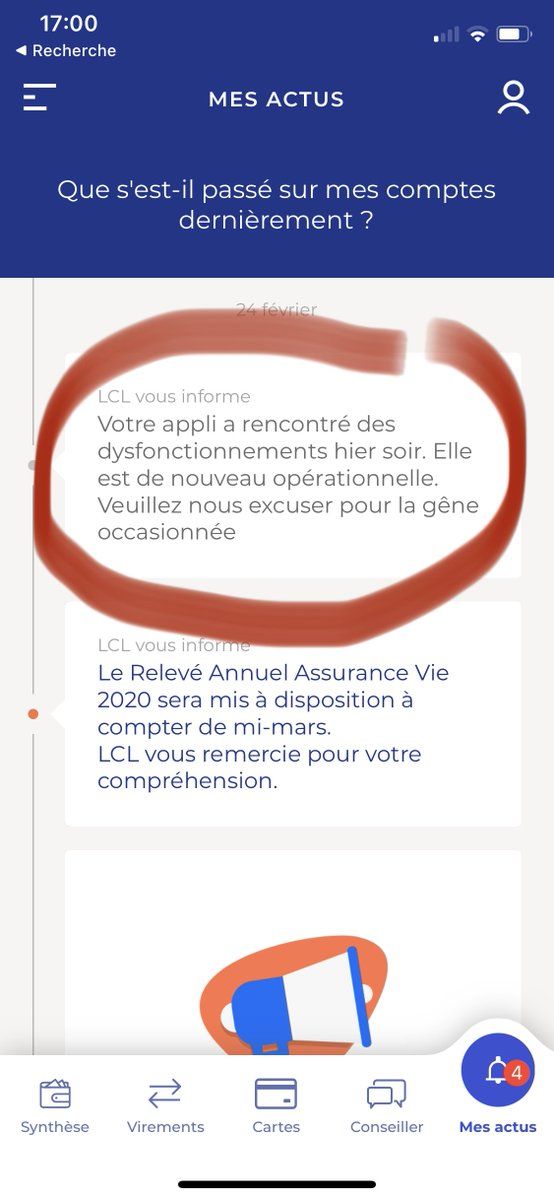 17:00
◀ Recherche
MES ACTUS
Que s'est-il passé sur mes comptes
dernièrement ?
24 février
LCL vous informe
Votre appli a rencontré des
dysfonctionnements hier soir. Elle
est de nouveau opérationnelle.
Veuillez nous excuser pour la gêne
occasionnée
LCL vous informe
Le Relevé Annuel Assurance Vie
2020 sera mis à disposition à
compter de mi-mars.
LCL vous remercie pour votre
compréhension.
4
Synthèse
Virements
Cartes
Conseiller
Mes actus